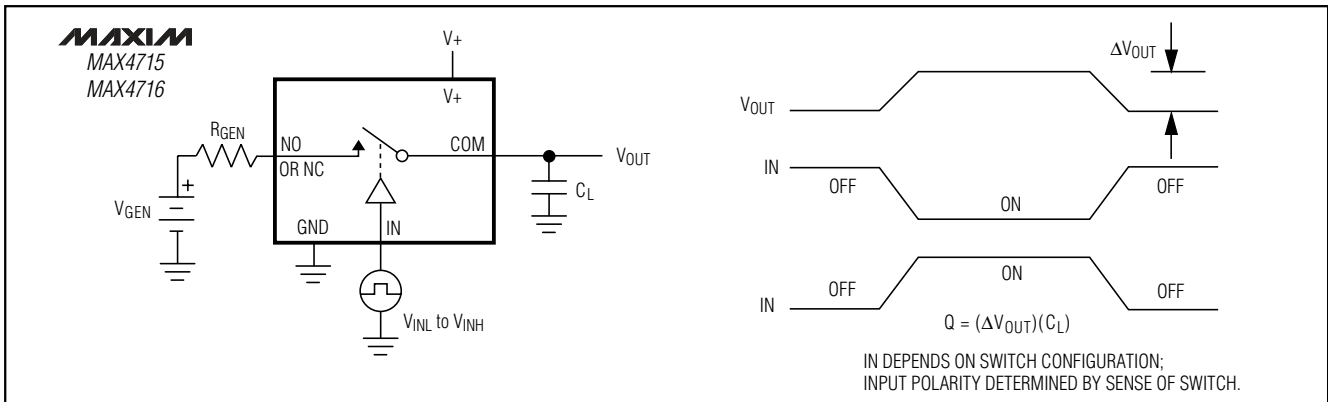 MAXIM
MAX4715
MAX4716
V+
V+
RGEN
NO
OR NC
COM
VOUT
CL
VGEN
+
GND
IN
VINL to VINH
ΔVOUT
VOUT
IN
OFF
ON
OFF
IN
OFF
ON
OFF
Q = (ΔVOUT)(CL)
IN DEPENDS ON SWITCH CONFIGURATION;
INPUT POLARITY DETERMINED BY SENSE OF SWITCH.